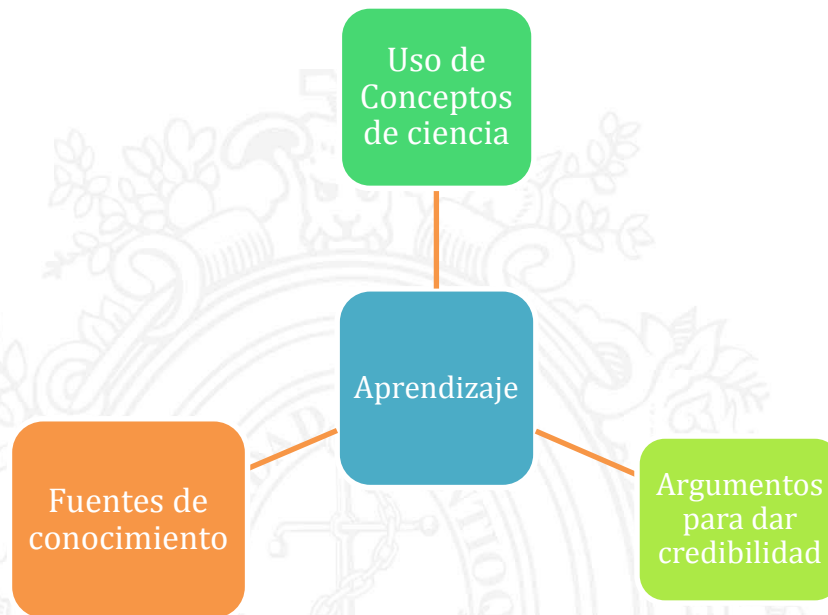 Uso de
Conceptos
de ciencia
Aprendizaje
Fuentes de
conocimiento
Argumentos
para dar
credibilidad